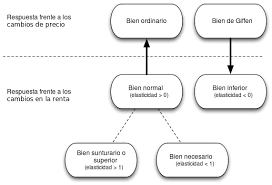 Respuesta frente a los
cambios de precio
Bien ordinario
Bien de Giffen
Respuesta frente a los
cambios en la renta
Bien normal
(elasticidad > 0)
Bien inferior
(elasticidad < 0)
Bien sunturario o
superior
(elasticidad > 1)
Bien necesario
(elasticidad < 1)